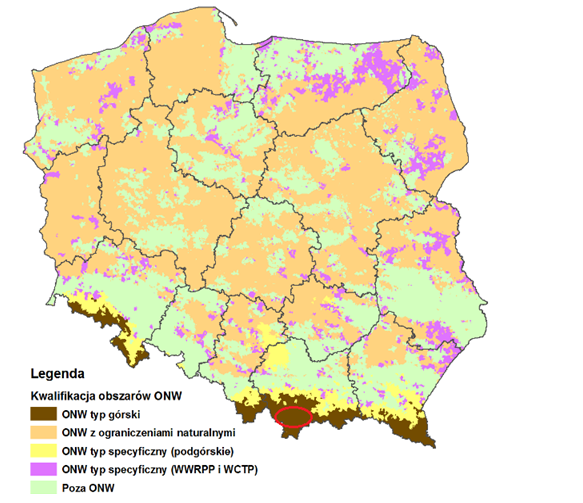 Legenda
Kwalifikacja obszarów ONW
ONW typ górski
ONW z ograniczeniami naturalnymi
ONW typ specyficzny (podgórskie)
ONW typ specyficzny (WWRPP i WCTP)
Poza ONW